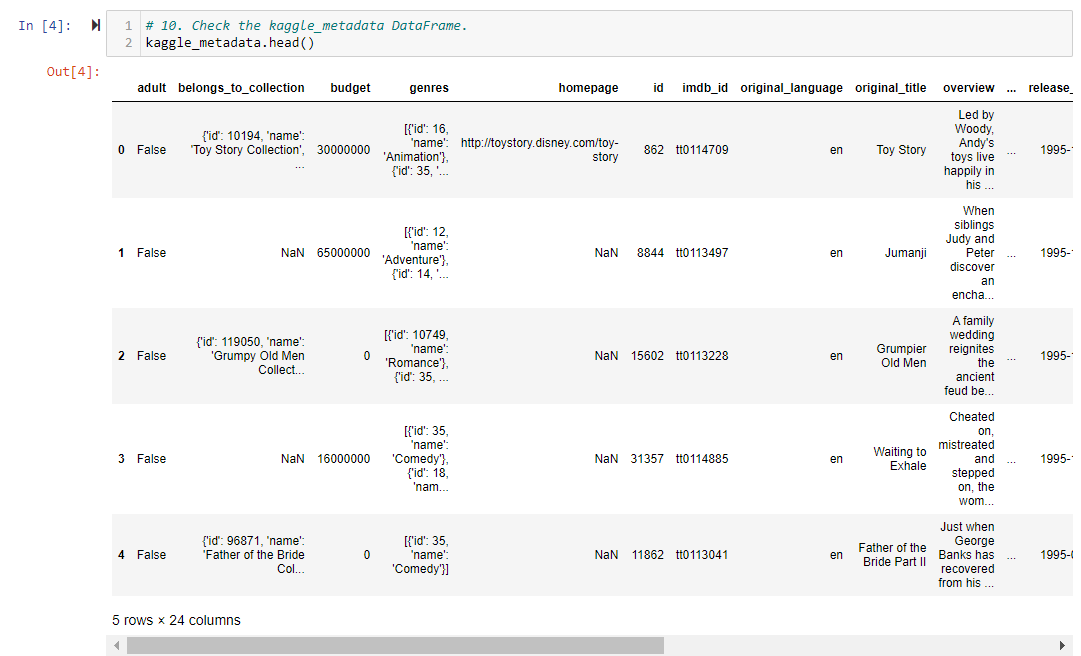 In [4]:
1 # 10. Check the kaggle_metadata DataFrame.
2 kaggle_metadata.head()
Out[4]:
adult belongs_to_collection budget genres homepage id imdb_id original_language original_title overview ... release_
0 False {'id': 10194, 'name': 'Toy Story Collection', ... 30000000 [{'id': 16, 'name': 'Animation'}, {'id': 35, '... http://toystory.disney.com/toy-story 862 tt0114709 en Toy Story Led by Woody, Andy's toys live happily in his ... ... 1995-
1 False NaN 65000000 [{'id': 12, 'name': 'Adventure'}, {'id': 14, '... NaN 8844 tt0113497 en Jumanji When siblings Judy and Peter discover an encha... ... 1995-
2 False {'id': 119050, 'name': 'Grumpy Old Men Collect... 0 [{'id': 10749, 'name': 'Romance'}, {'id': 35, ... NaN 15602 tt0113228 en Grumpier Old Men A family wedding reignites the ancient feud be... ... 1995-
3 False NaN 16000000 [{'id': 35, 'name': 'Comedy'}, {'id': 18, 'nam... NaN 31357 tt0114885 en Waiting to Exhale Cheated on, mistreated and stepped on, the wom... ... 1995-
4 False {'id': 96871, 'name': 'Father of the Bride Col... 0 [{'id': 35, 'name': 'Comedy'}] NaN 11862 tt0113041 en Father of the Bride Part II Just when George Banks has recovered from his ... ... 1995-
5 rows × 24 columns